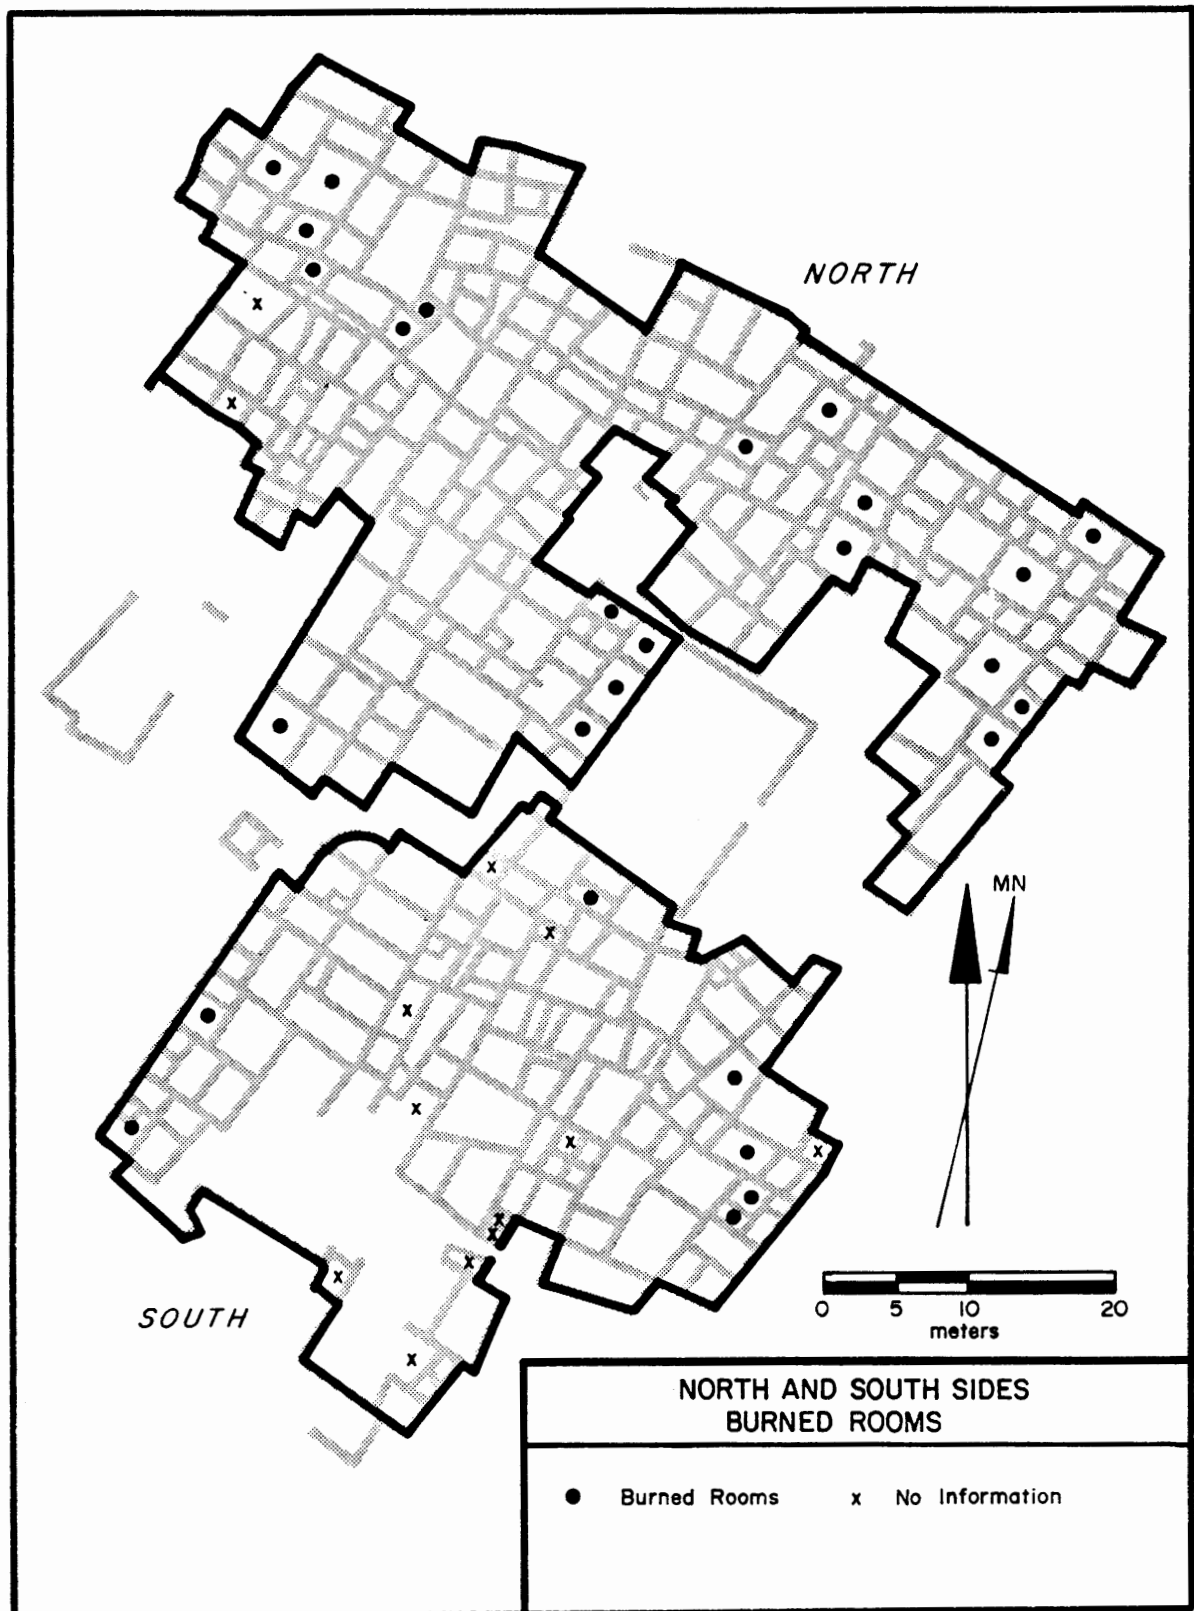 NORTH
MN
SOUTH
0 5 10 20
meters
NORTH AND SOUTH SIDES
BURNED ROOMS
Burned Rooms x No Information